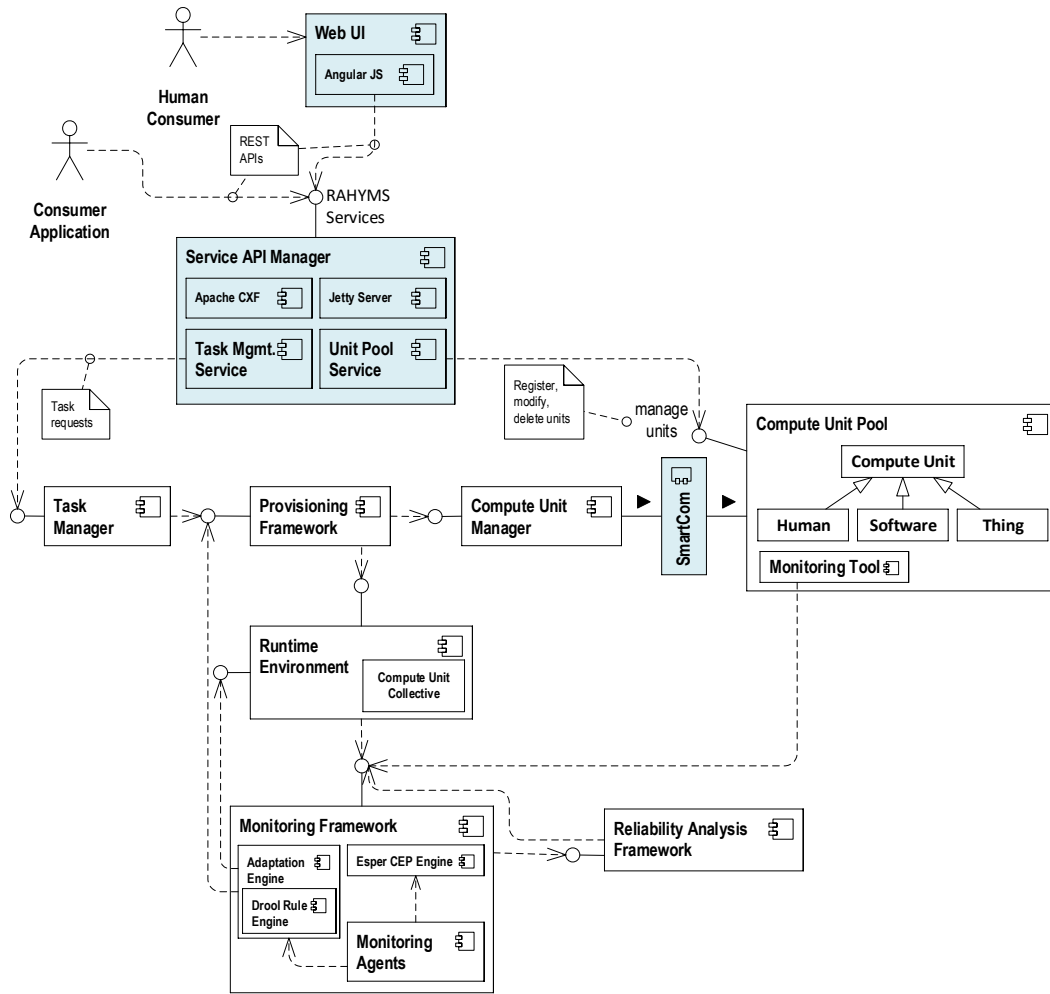 Web UI
Angular JS
Human
Consumer
REST
APIs
Consumer
Application
RAHYMS
Services
Service API Manager
Apache CXF
Jetty Server
Task Mgmt.
Service
Unit Pool
Service
Task
requests
Register,
modify,
delete units
manage
units
Compute Unit Pool
Compute Unit
Human
Software
Thing
Monitoring Tool
Task
Manager
Provisioning
Framework
Compute Unit
Manager
SmartCom
Runtime
Environment
Compute Unit
Collective
Monitoring Framework
Adaptation
Engine
Drool Rule
Engine
Esper CEP Engine
Monitoring
Agents
Reliability Analysis
Framework